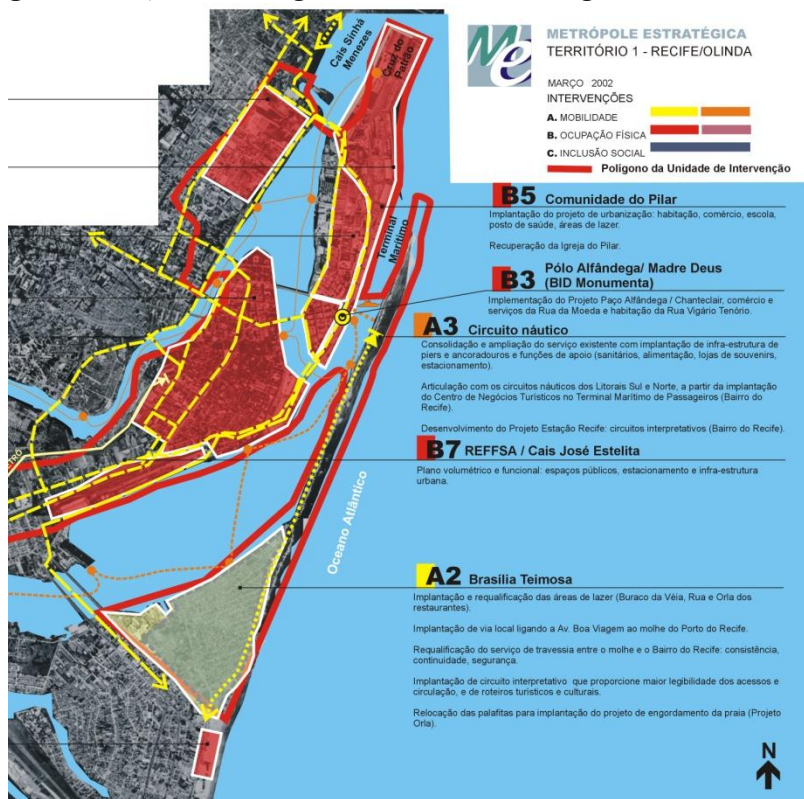 Me
METRÓPOLE ESTRATÉGICA
TERRITÓRIO 1 - RECIFE/OLINDA
MARÇO 2002
INTERVENÇÕES
A. MOBILIDADE
B. OCUPAÇÃO FÍSICA
C. INCLUSÃO SOCIAL
Polígono da Unidade de Intervenção
Cais Sinhá
Menezes
Cruz do
Patrão
Terminal
Marítimo
Oceano Atlântico
B5 Comunidade do Pilar
Implantação do projeto de urbanização: habitação, comércio, escola,
posto de saúde, áreas de lazer.
Recuperação da Igreja do Pilar.
B3 Pólo Alfândega/ Madre Deus
(BID Monumenta)
Implementação do Projeto Paço Alfândega / Chanteclair, comércio e
serviços da Rua da Moeda e habitação da Rua Vigário Tenório.
A3 Circuito náutico
Consolidação e ampliação do serviço existente com implantação de infra-estrutura de
piers e ancoradouros e funções de apoio (sanitários, alimentação, lojas de souvenirs,
estacionamento).
Articulação com os circuitos náuticos dos Litorais Sul e Norte, a partir da implantação
do Centro de Negócios Turísticos no Terminal Marítimo de Passageiros (Bairro do
Recife).
Desenvolvimento do Projeto Estação Recife: circuitos interpretativos (Bairro do Recife).
B7 REFFSA / Cais José Estelita
Plano volumétrico e funcional: espaços públicos, estacionamento e infra-estrutura
urbana.
A2 Brasília Teimosa
Implantação e requalificação das áreas de lazer (Buraco da Véia, Rua e Orla dos
restaurantes).
Implantação de via local ligando a Av. Boa Viagem ao molhe do Porto do Recife.
Requalificação do serviço de travessia entre o molhe e o Bairro do Recife: consistência,
continuidade, segurança.
Implantação de circuito interpretativo que proporcione maior legibilidade dos acessos e
circulação, e de roteiros turísticos e culturais.
Relocação das palafitas para implantação do projeto de engordamento da praia (Projeto
Orla).
N